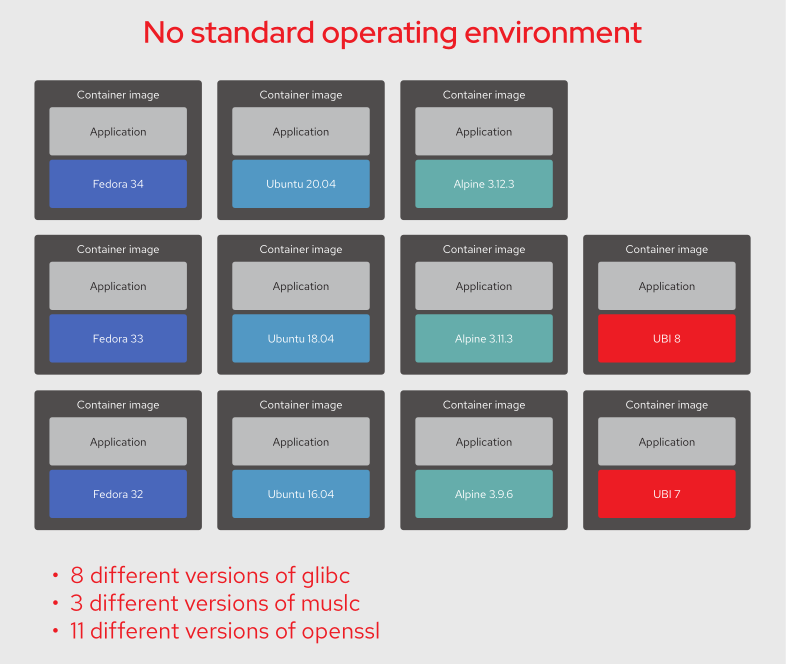 No standard operating environment
Container image
Application
Fedora 34
Container image
Application
Ubuntu 20.04
Container image
Application
Alpine 3.12.3
Container image
Application
Fedora 33
Container image
Application
Ubuntu 18.04
Container image
Application
Alpine 3.11.3
Container image
Application
UBI 8
Container image
Application
Fedora 32
Container image
Application
Ubuntu 16.04
Container image
Application
Alpine 3.9.6
Container image
Application
UBI 7
• 8 different versions of glibc
• 3 different versions of muslc
• 11 different versions of openssl